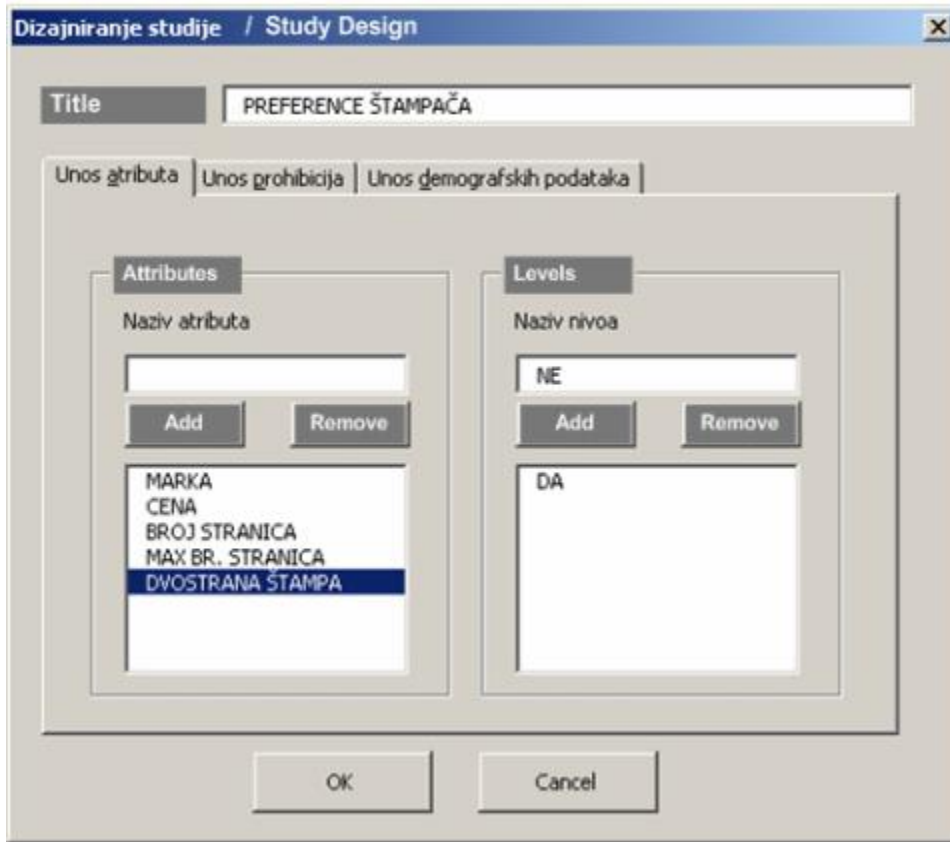 Dizajniranje studije / Study Design
Title PREFERENCE ŠTAMPAČA
Unos atributa Unos prohibicija Unos demografskih podataka
Attributes
Naziv atributa
Add Remove
MARKA
CENA
BROJ STRANICA
MAX BR. STRANICA
DVOSTRANA ŠTAMPA
Levels
Naziv nivoa
NE
Add Remove
DA
OK Cancel